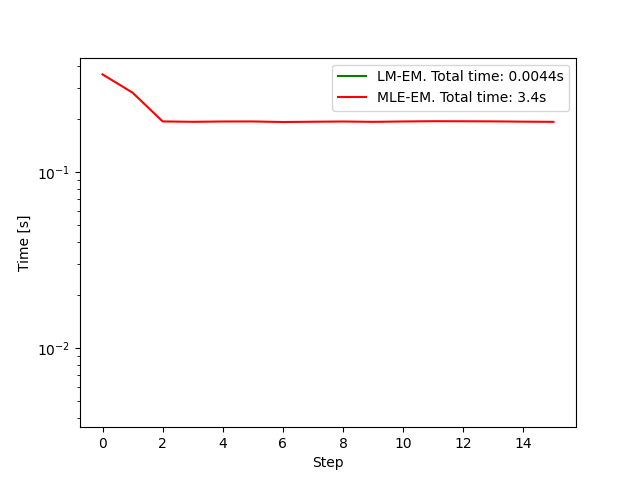 LM-EM. Total time: 0.0044s
MLE-EM. Total time: 3.4s
Time [s]
10⁻¹
10⁻²
0 2 4 6 8 10 12 14
Step